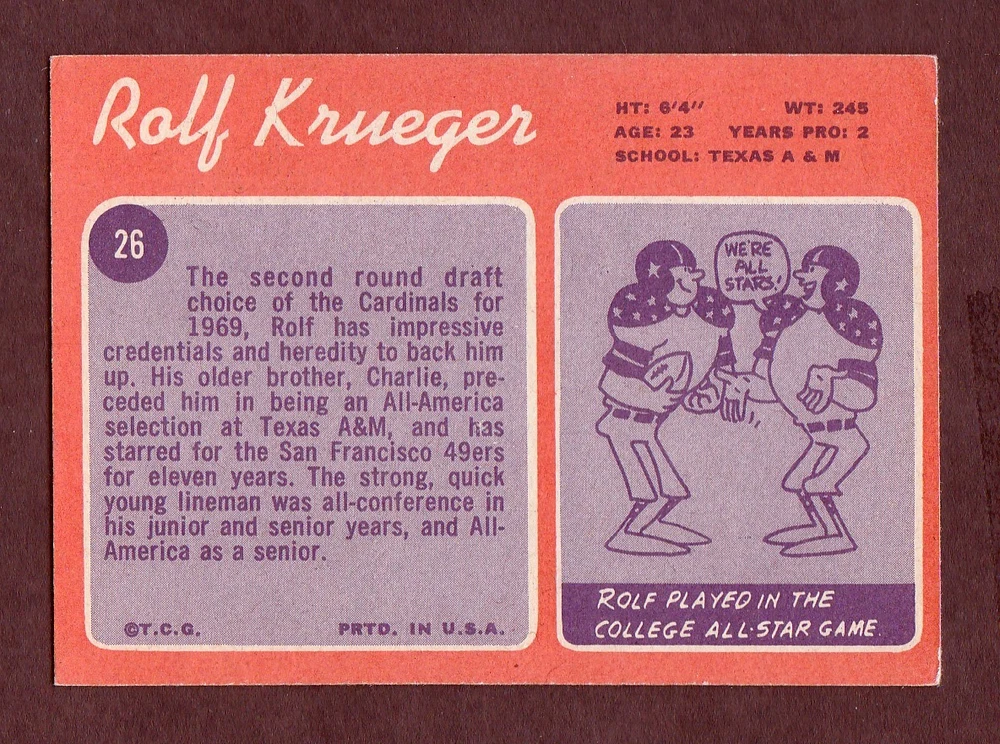 Rolf Krueger
HT: 6'4" WT: 245
AGE: 23 YEARS PRO: 2
SCHOOL: TEXAS A & M
26
The second round draft
choice of the Cardinals for
1969, Rolf has impressive
credentials and heredity to back him
up. His older brother, Charlie, pre-
ceded him in being an All-America
selection at Texas A&M, and has
starred for the San Francisco 49ers
for eleven years. The strong, quick
young lineman was all-conference in
his junior and senior years, and All-
America as a senior.
©T.C.G. PRTD. IN U.S.A.
WE'RE
ALL
STARS!
ROLF PLAYED IN THE
COLLEGE ALL-STAR GAME.